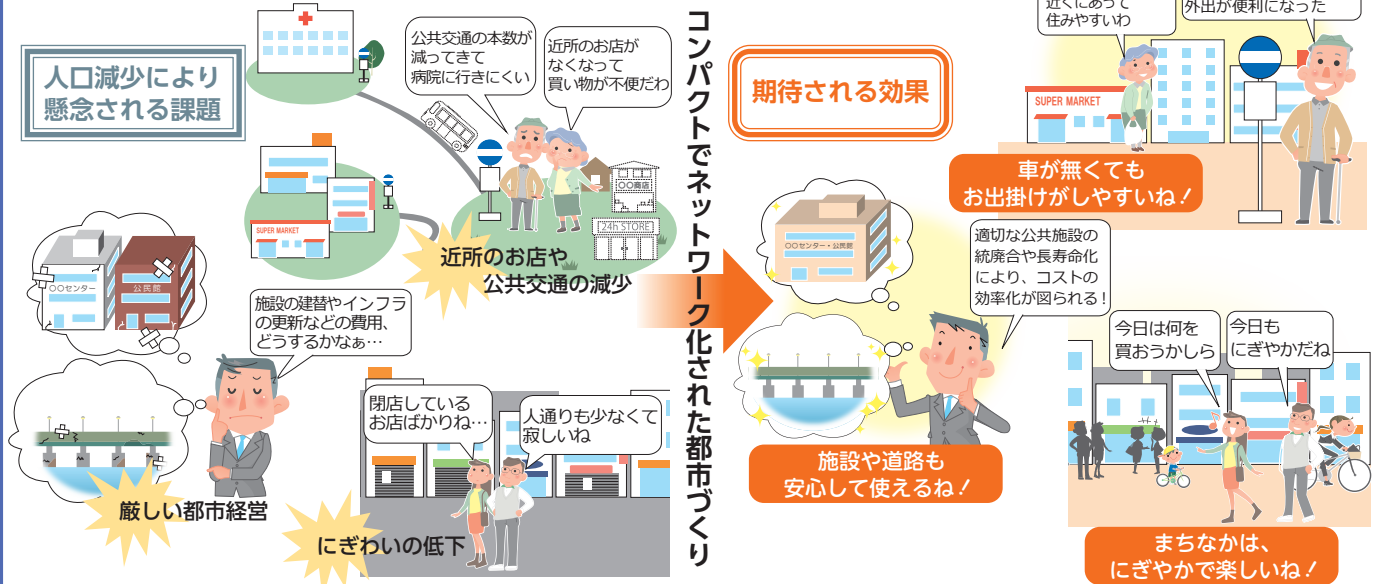 人口減少により
懸念される課題
公共交通の本数が
減ってきて
病院に行きにくい
近所のお店が
なくなって
買い物が不便だわ
〇〇商店
24h STORE
SUPER MARKET
近所のお店や
公共交通の減少
〇〇センター
公民館
施設の建替やインフラ
の更新などの費用、
どうするかなぁ…
厳しい都市経営
閉店している
お店ばかりね…
人通りも少なくて
寂しいね
にぎわいの低下
コンパクトでネットワーク化された都市づくり
期待される効果
近くにあって
住みやすいわ
外出が便利になった
SUPER MARKET
車が無くても
お出掛けがしやすいね！
〇〇センター・公民館
適切な公共施設の
統廃合や長寿命化
により、コストの
効率化が図られる！
施設や道路も
安心して使えるね！
今日は何を
買おうかしら
今日も
にぎやかだね
まちなかは、
にぎやかで楽しいね！